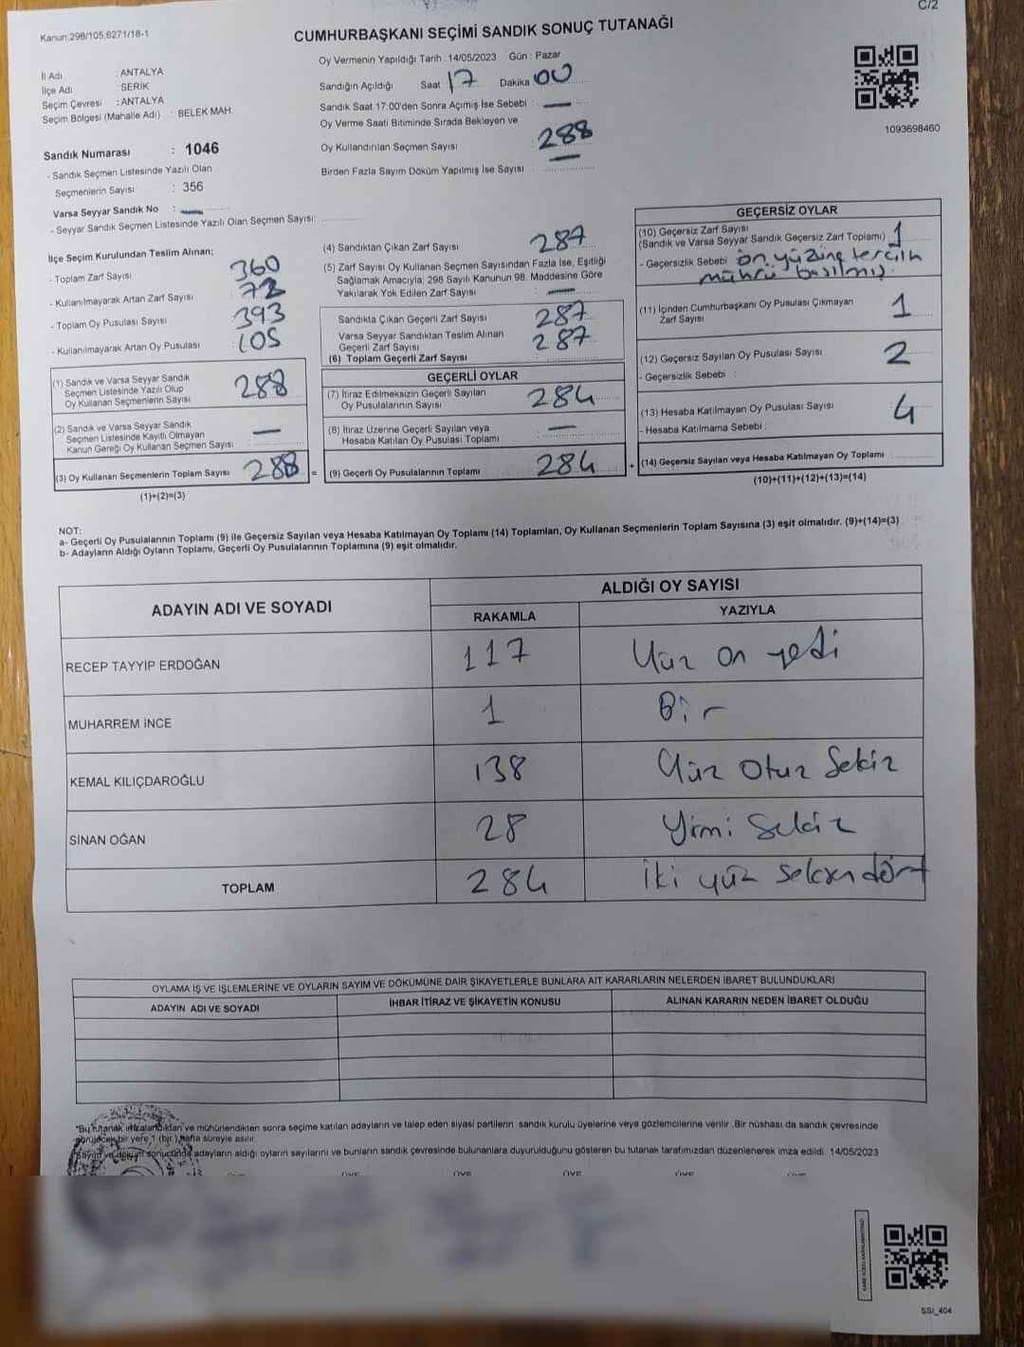 C/2
Kanun:298/105,6271/18-1
CUMHURBAŞKANI SEÇİMİ SANDIK SONUÇ TUTANAĞI
İl Adı : ANTALYA
İlçe Adı : SERİK
Seçim Çevresi : ANTALYA
Seçim Bölgesi (Mahalle Adı) : BELEK MAH.
Oy Vermenin Yapıldığı Tarih : 14/05/2023 Gün : Pazar
Sandığın Açıldığı Saat 17 Dakika 00
Sandık Saat 17:00'den Sonra Açımış İse Sebebi —
Oy Verme Saati Bitiminde Sırada Bekleyen ve
Oy Kullandırılan Seçmen Sayısı 288
Birden Fazla Sayım Döküm Yapılmış İse Sayısı —
1093698460
Sandık Numarası : 1046
- Sandık Seçmen Listesinde Yazılı Olan
Seçmenlerin Sayısı : 356
Varsa Seyyar Sandık No : —
- Seyyar Sandık Seçmen Listesinde Yazılı Olan Seçmen Sayısı:
İlçe Seçim Kurulundan Teslim Alınan;
- Toplam Zarf Sayısı 360
- Kullanılmayarak Artan Zarf Sayısı 72
- Toplam Oy Pusulası Sayısı 393
- Kullanılmayarak Artan Oy Pusulası 105
(1) Sandık ve Varsa Seyyar Sandık
Seçmen Listesinde Yazılı Olup
Oy Kullanan Seçmenlerin Sayısı 288
(2) Sandık ve Varsa Seyyar Sandık
Seçmen Listesinde Kayıtlı Olmayan
Kanun Gereği Oy Kullanan Seçmen Sayısı —
(3) Oy Kullanan Seçmenlerin Toplam Sayısı 288 =
(1)+(2)=(3)
(4) Sandıktan Çıkan Zarf Sayısı 287
(5) Zarf Sayısı Oy Kullanan Seçmen Sayısından Fazla İse, Eşitliği
Sağlamak Amacıyla; 298 Sayılı Kanunun 98. Maddesine Göre
Yakılarak Yok Edilen Zarf Sayısı —
Sandıkta Çıkan Geçerli Zarf Sayısı 287
Varsa Seyyar Sandıktan Teslim Alınan
Geçerli Zarf Sayısı 287
(6) Toplam Geçerli Zarf Sayısı
GEÇERLİ OYLAR
(7) İtiraz Edilmeksizin Geçerli Sayılan
Oy Pusulalarının Sayısı 284
(8) İtiraz Üzerine Geçerli Sayılan veya
Hesaba Katılan Oy Pusulası Toplamı —
(9) Geçerli Oy Pusulalarının Toplamı 284 +
GEÇERSİZ OYLAR
(10) Geçersiz Zarf Sayısı
(Sandık ve Varsa Seyyar Sandık Geçersiz Zarf Toplamı) 1
- Geçersizlik Sebebi ön yüzüne tercih
mührü basılmış.
(11) İçinden Cumhurbaşkanı Oy Pusulası Çıkmayan
Zarf Sayısı 1
(12) Geçersiz Sayılan Oy Pusulası Sayısı 2
- Geçersizlik Sebebi :
(13) Hesaba Katılmayan Oy Pusulası Sayısı 4
- Hesaba Katılmama Sebebi :
(14) Geçersiz Sayılan veya Hesaba Katılmayan Oy Toplamı
(10)+(11)+(12)+(13)=(14)
NOT:
a- Geçerli Oy Pusulalarının Toplamı (9) ile Geçersiz Sayılan veya Hesaba Katılmayan Oy Toplamı (14) Toplamları, Oy Kullanan Seçmenlerin Toplam Sayısına (3) eşit olmalıdır. (9)+(14)=(3)
b- Adayların Aldığı Oyların Toplamı, Geçerli Oy Pusulalarının Toplamına (9) eşit olmalıdır.
ADAYIN ADI VE SOYADI
ALDIĞI OY SAYISI
RAKAMLA YAZIYLA
RECEP TAYYİP ERDOĞAN 117 Yüz on yedi
MUHARREM İNCE 1 Bir
KEMAL KILIÇDAROĞLU 138 Yüz Otuz Sekiz
SİNAN OĞAN 28 Yirmi Sekiz
TOPLAM 284 İki yüz seksendört
OYLAMA İŞ VE İŞLEMLERİNE VE OYLARIN SAYIM VE DÖKÜMÜNE DAİR ŞİKAYETLERLE BUNLARA AİT KARARLARIN NELERDEN İBARET BULUNDUKLARI
ADAYIN ADI VE SOYADI İHBAR İTİRAZ VE ŞİKAYETİN KONUSU ALINAN KARARIN NEDEN İBARET OLDUĞU
*Bu tutanak imzalandıktan ve mühürlendikten sonra seçime katılan adayların ve talep eden siyasi partilerin sandık kurulu üyelerine veya gözlemcilerine verilir. Bir nüshası da sandık çevresinde
görülecek bir yere 1 (bir) hafta süreyle asılır.
Sayım ve döküm sonucunda adayların aldığı oyların sayılarını ve bunların sandık çevresinde bulunanlara duyurulduğunu gösteren bu tutanak tarafımızdan düzenlenerek imza edildi. 14/05/2023
SSI_404